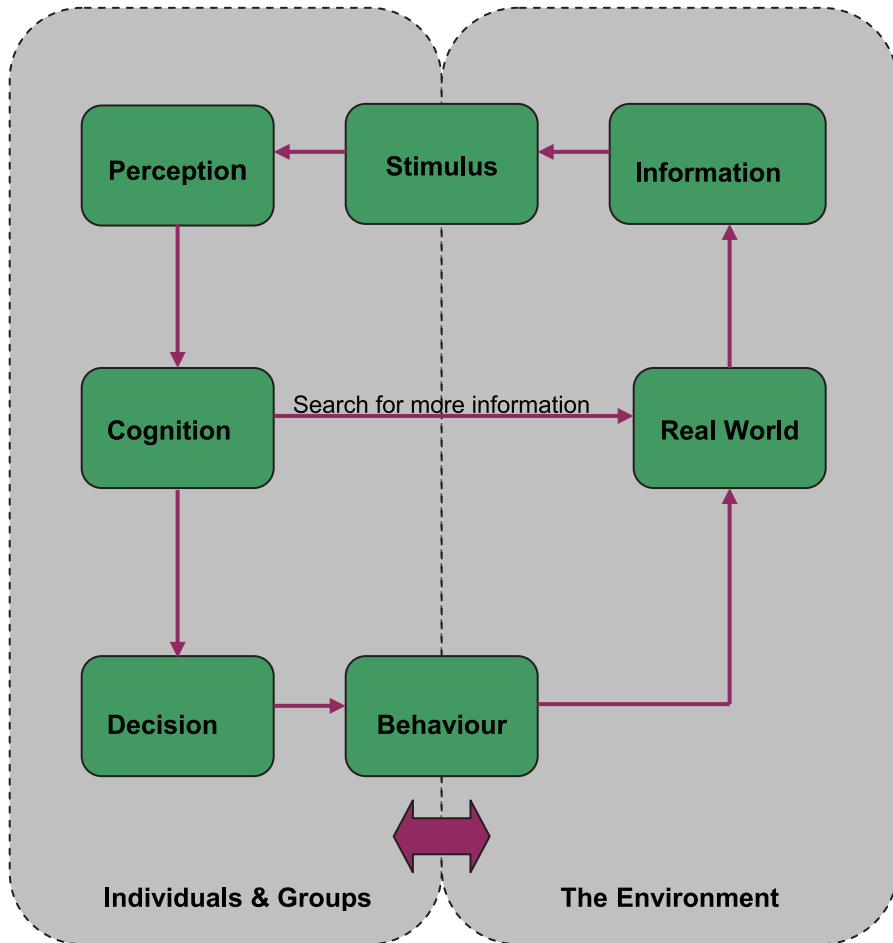 Perception
Stimulus
Information
Search for more information
Cognition
Real World
Decision
Behaviour
Individuals & Groups
The Environment